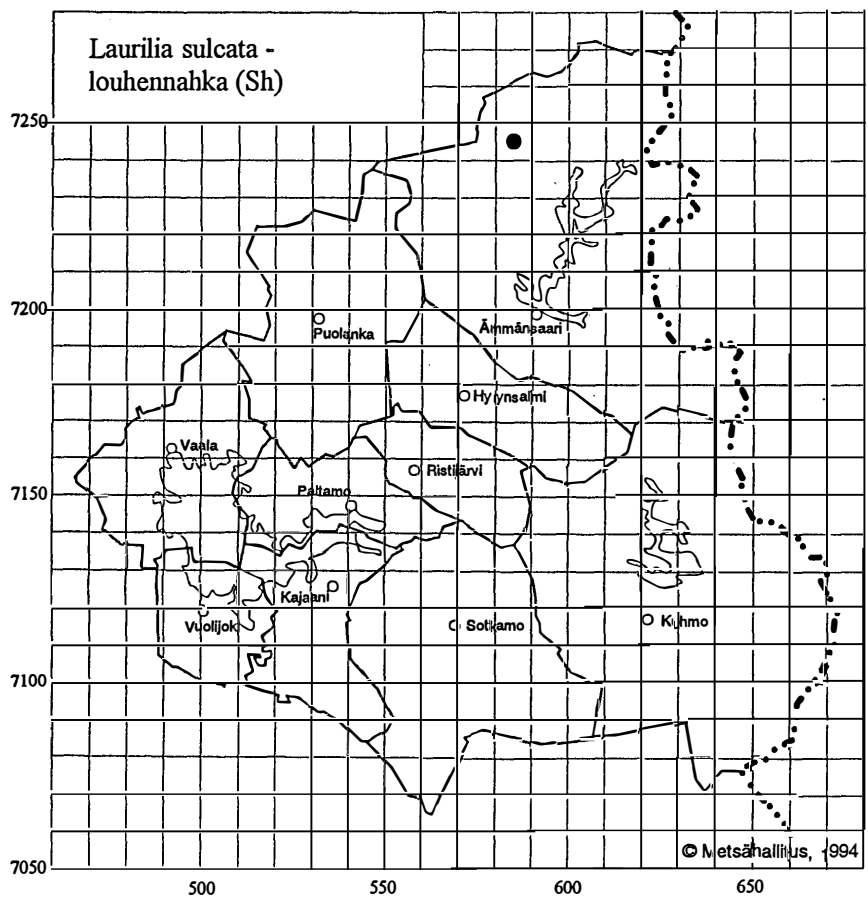 Laurilia sulcata -
louhennahka (Sh)
7250
7200
Ämmänsaari
Puolanka
Hyrynsalmi
Vaala
Ristijärvi
7150
Paltamo
Kajaani
Vuolijok
Sotkamo
Kuhmo
7100
© Metsähallitus, 1994
7050
500 550 600 650